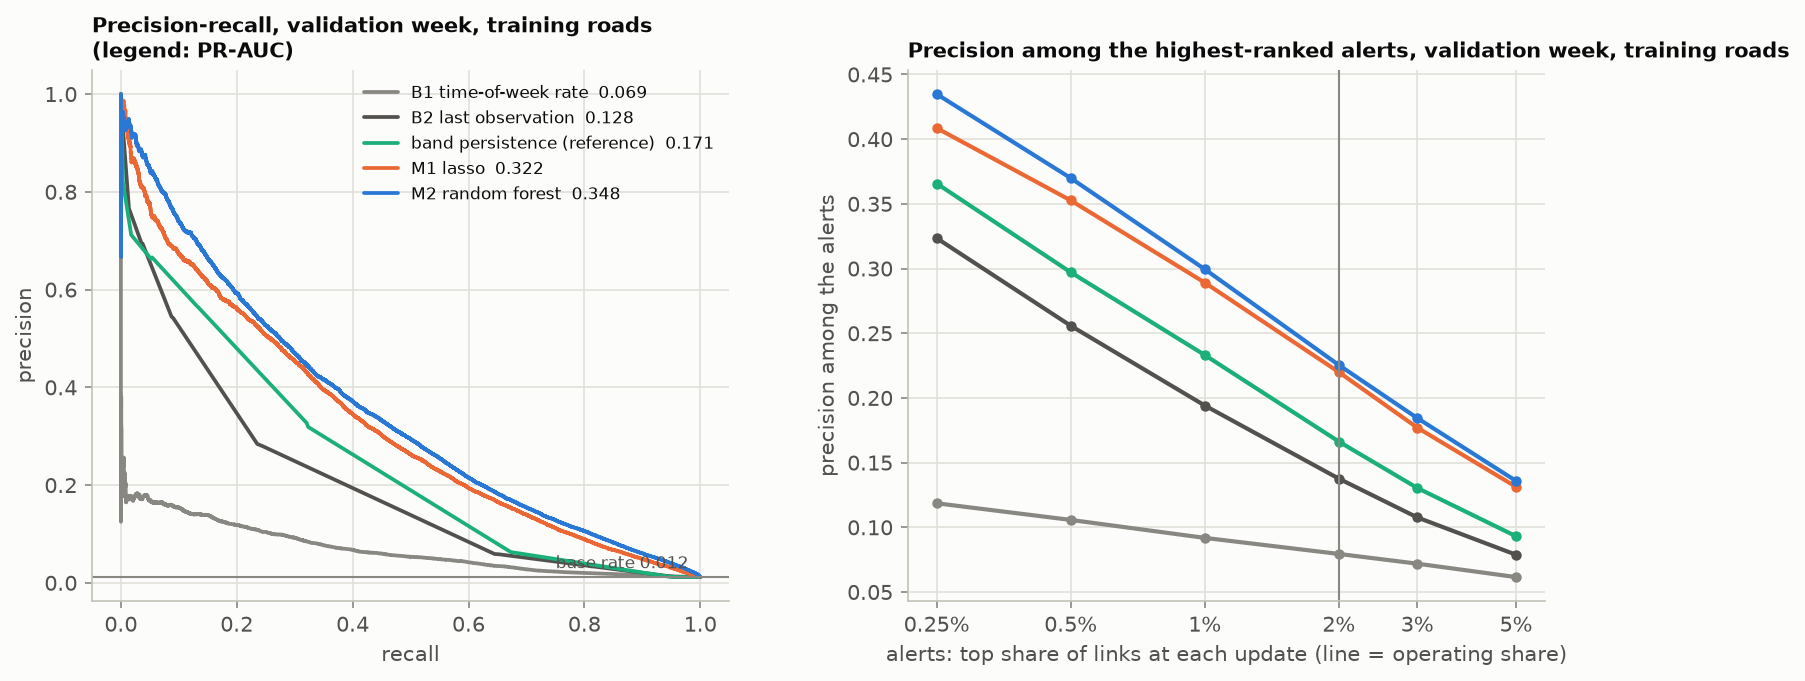 Precision-recall, validation week, training roads
(legend: PR-AUC)
precision
1.0
0.8
0.6
0.4
0.2
0.0
B1 time-of-week rate 0.069
B2 last observation 0.128
band persistence (reference) 0.171
M1 lasso 0.322
M2 random forest 0.348
base rate 0.012
0.0 0.2 0.4 0.6 0.8 1.0
recall
Precision among the highest-ranked alerts, validation week, training roads
precision among the alerts
0.45
0.40
0.35
0.30
0.25
0.20
0.15
0.10
0.05
0.25% 0.5% 1% 2% 3% 5%
alerts: top share of links at each update (line = operating share)